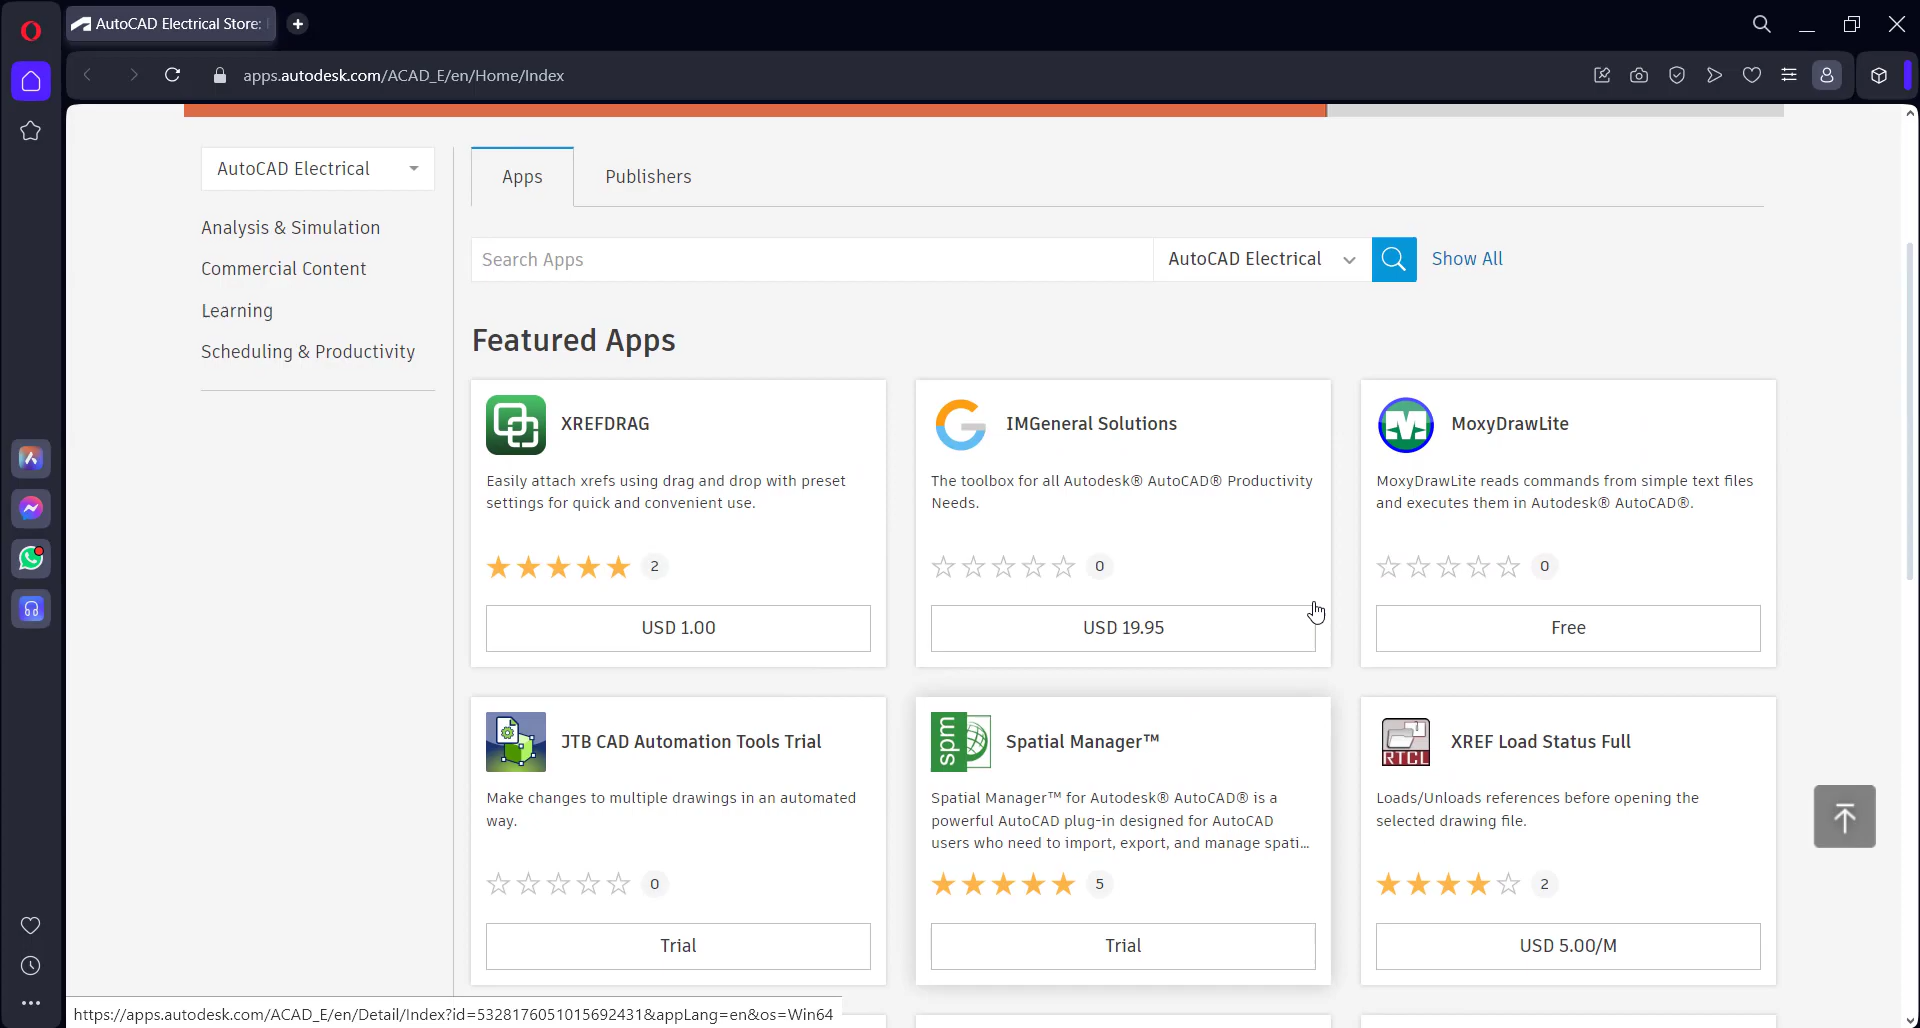 AutoCAD Electrical Store:
apps.autodesk.com/ACAD_E/en/Home/Index
AutoCAD Electrical
Analysis & Simulation
Commercial Content
Learning
Scheduling & Productivity
Apps
Publishers
Search Apps
AutoCAD Electrical
Show All
Featured Apps
XREFDRAG
Easily attach xrefs using drag and drop with preset
settings for quick and convenient use.
2
USD 1.00
IMGeneral Solutions
The toolbox for all Autodesk® AutoCAD® Productivity
Needs.
0
USD 19.95
MoxyDrawLite
MoxyDrawLite reads commands from simple text files
and executes them in Autodesk® AutoCAD®.
0
Free
JTB CAD Automation Tools Trial
Make changes to multiple drawings in an automated
way.
0
Trial
spm
Spatial Manager™
Spatial Manager™ for Autodesk® AutoCAD® is a
powerful AutoCAD plug-in designed for AutoCAD
users who need to import, export, and manage spati...
5
Trial
RTCL
XREF Load Status Full
Loads/Unloads references before opening the
selected drawing file.
2
USD 5.00/M
https://apps.autodesk.com/ACAD_E/en/Detail/Index?id=5328176051015692431&appLang=en&os=Win64